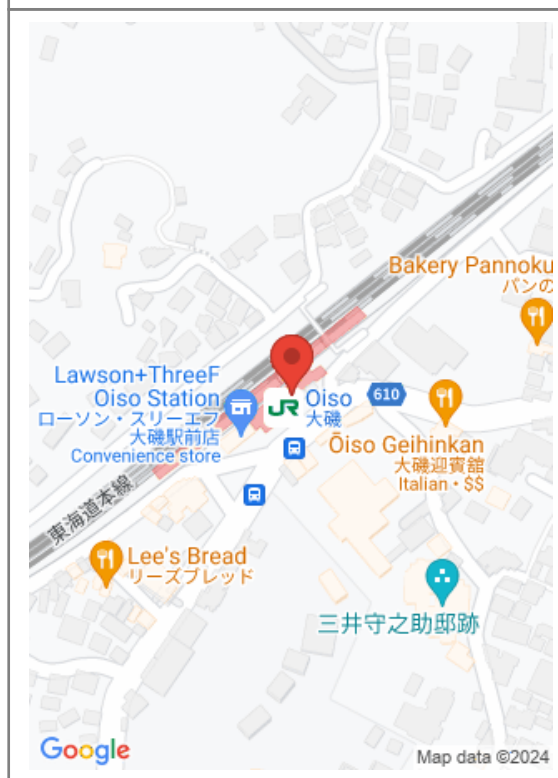 Bakery Pannoku
パンの
Lawson+ThreeF
Oiso Station
ローソン・スリーエフ
大磯駅前店
Convenience store
JR
Oiso
大磯
610
Ōiso Geihinkan
大磯迎賓舘
Italian • $$
東海道本線
Lee's Bread
リーズブレッド
三井守之助邸跡
Google
Map data ©2024